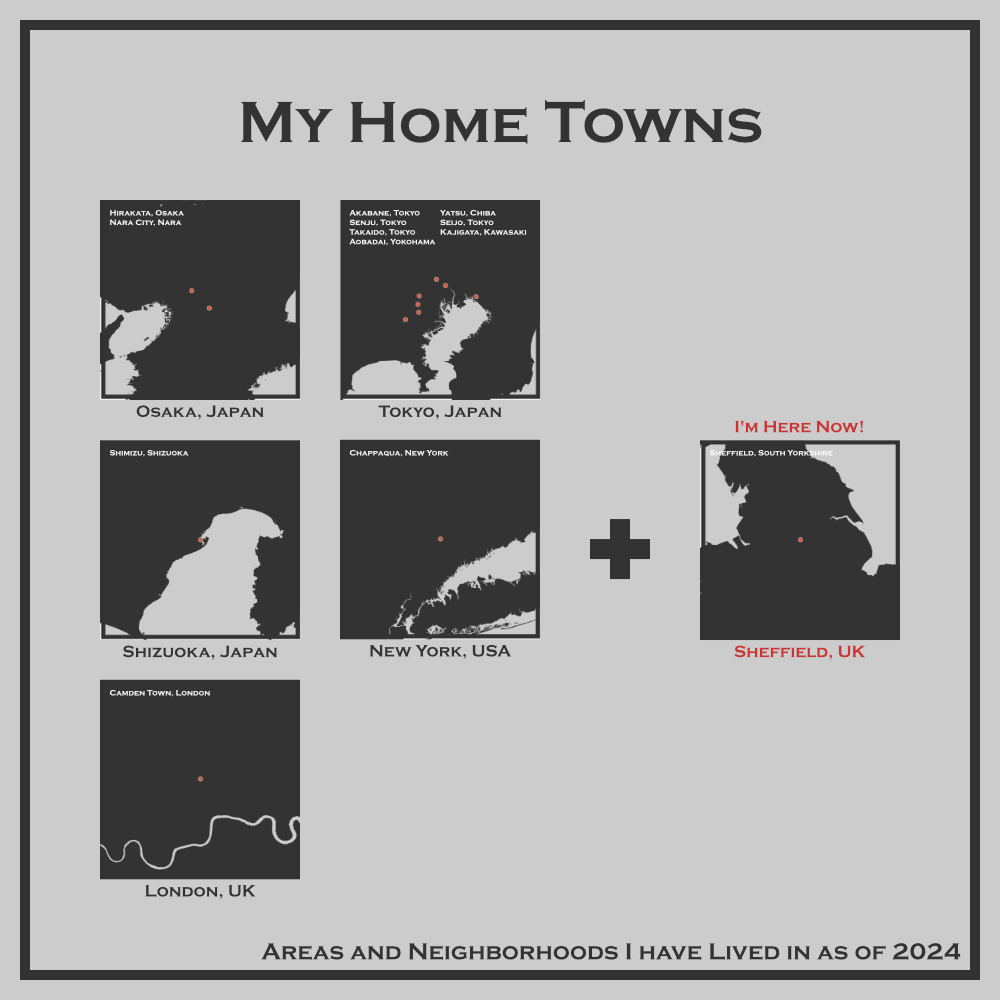 My Home Towns
Hirakata, Osaka
Nara City, Nara
Osaka, Japan
Akabane, Tokyo
Senju, Tokyo
Takaido, Tokyo
Aobadai, Yokohama
Yatsu, Chiba
Seijo, Tokyo
Kajigaya, Kawasaki
Tokyo, Japan
Shimizu, Shizuoka
Shizuoka, Japan
Chappaqua, New York
New York, USA
I'm Here Now!
Sheffield, South Yorkshire
Sheffield, UK
Camden Town, London
London, UK
Areas and Neighborhoods I have Lived in as of 2024